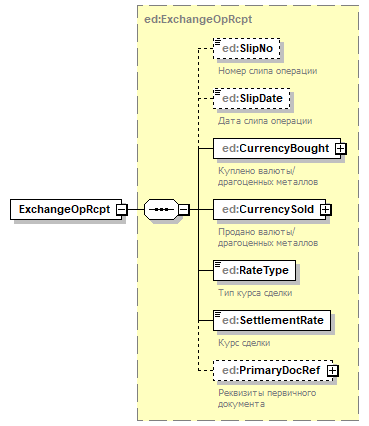 ed:ExchangeOpRcpt
ed:SlipNo
Номер слипа операции
ed:SlipDate
Дата слипа операции
ed:CurrencyBought
Куплено валюты/
драгоценных металлов
ExchangeOpRcpt
ed:CurrencySold
Продано валюты/
драгоценных металлов
ed:RateType
Тип курса сделки
ed:SettlementRate
Курс сделки
ed:PrimaryDocRef
Реквизиты первичного
документа